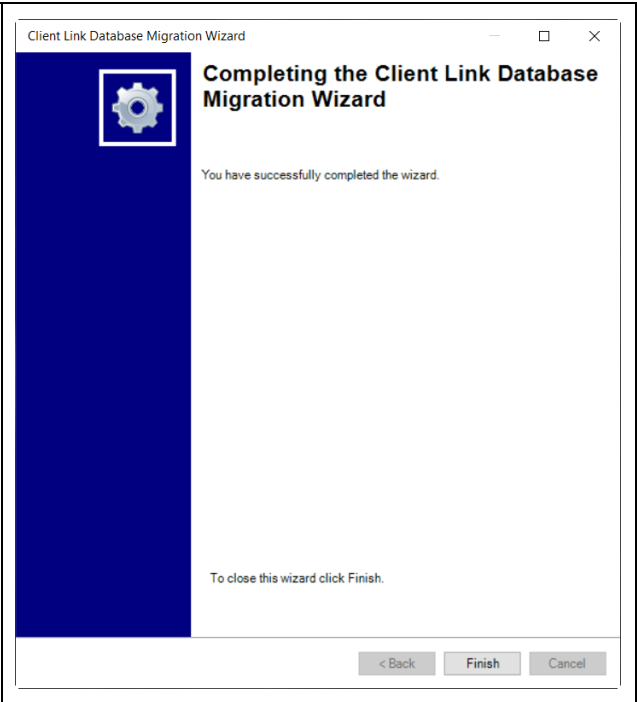 Client Link Database Migration Wizard
Completing the Client Link Database
Migration Wizard
You have successfully completed the wizard.
To close this wizard click Finish.
< Back Finish Cancel